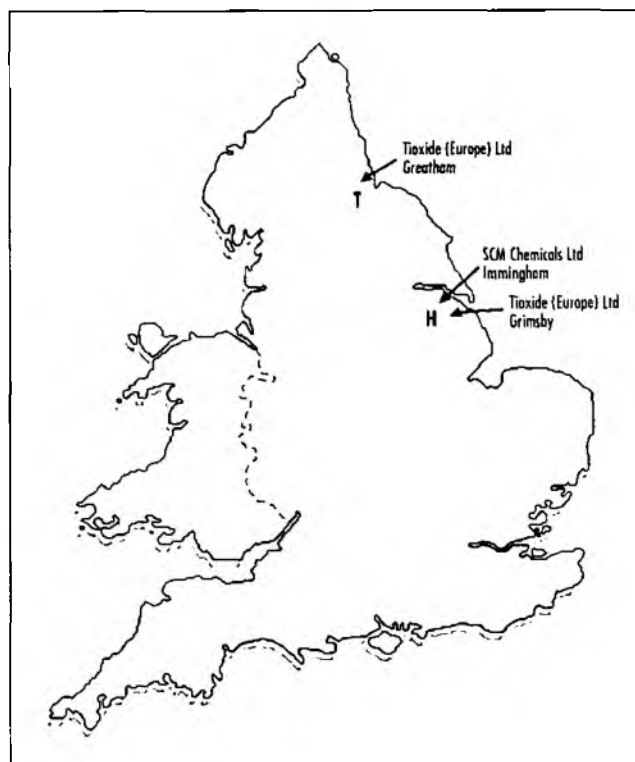 Tioxide (Europe) Ltd
Greatham
T
SCM Chemicals Ltd
Immingham
Tioxide (Europe) Ltd
H
Grimsby